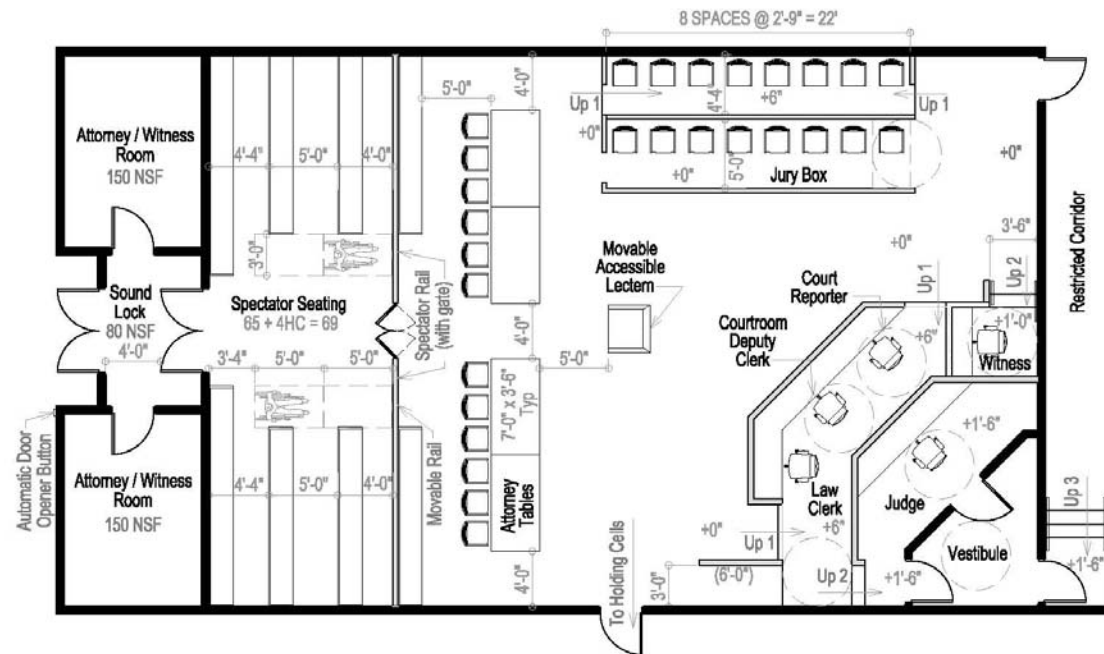 8 SPACES @ 2'-9" = 22'
Attorney / Witness
Room
150 NSF
4'-4"
5'-0"
4'-0"
3'-0"
5'-0"
4'-0"
Up 1
+6"
4'-4"
Up 1
+0"
+0"
5'-0"
Jury Box
+0"
Restricted Corridor
Sound
Lock
80 NSF
4'-0"
Spectator Seating
65 + 4HC = 69
3'-4"
5'-0"
4'-0"
Spectator Rail
(with gate)
Movable Rail
4'-0"
5'-0"
Movable
Accessible
Lectern
+0"
3'-6"
Up 1
Up 2
Court
Reporter
Courtroom
Deputy
Clerk
+6"
+1'-0"
Witness
Automatic Door
Opener Button
Attorney / Witness
Room
150 NSF
4'-4"
5'-0"
4'-0"
7'-0" x 3'-6"
Typ
Attorney
Tables
4'-0"
To Holding Cells
+0"
Up 1
(6'-0")
3'-0"
Law
Clerk
+6"
Up 2
+1'-6"
Judge
+1'-6"
Vestibule
Up 3
+1'-6"